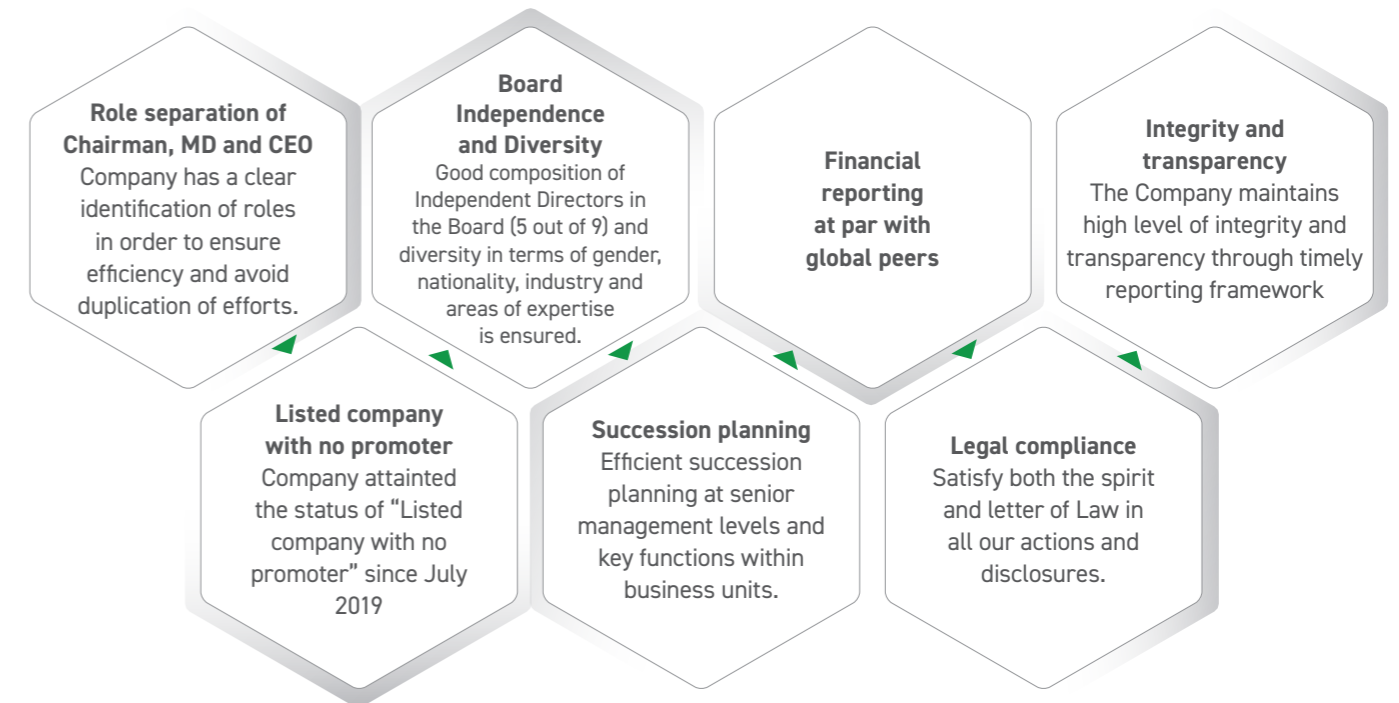 Role separation of
Chairman, MD and CEO
Company has a clear
identification of roles
in order to ensure
efficiency and avoid
duplication of efforts.
Listed company
with no promoter
Company attainted
the status of “Listed
company with no
promoter” since July
2019
Board
Independence
and Diversity
Good composition of
Independent Directors in
the Board (5 out of 9) and
diversity in terms of gender,
nationality, industry and
areas of expertise
is ensured.
Succession planning
Efficient succession
planning at senior
management levels and
key functions within
business units.
Financial
reporting
at par with
global peers
Legal compliance
Satisfy both the spirit
and letter of Law in
all our actions and
disclosures.
Integrity and
transparency
The Company maintains
high level of integrity and
transparency through timely
reporting framework